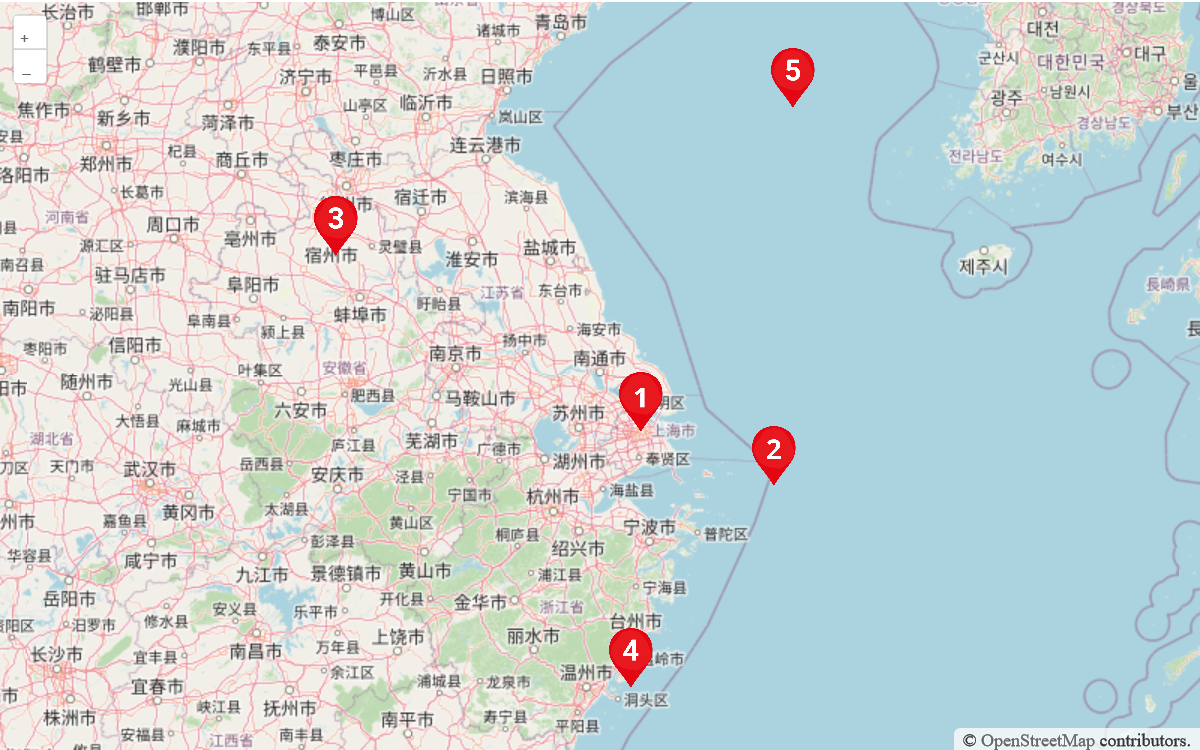 长治市
邯郸市
博山区
诸城市
青岛市
경상북도
+
−
鹤壁市
濮阳市
东平县
泰安市
대전
군산시
대한민국
대구
济宁市
平邑县
沂水县
日照市
5
焦作市
新乡市
菏泽市
山亭区
临沂市
岚山区
광주
남원시
울
부산
경상남도
郑州市
杞县
商丘市
枣庄市
连云港市
전라남도
여수시
洛阳市
长葛市
宿迁市
滨海县
河南省
周口市
亳州市
3
州市
源汇区
宿州市
灵璧县
淮安市
盐城市
제주시
南召县
驻马店市
阜阳市
盱眙县
江苏省
东台市
長崎県
長
南阳市
泌阳县
阜南县
颍上县
蚌埠市
扬中市
海安市
枣阳市
信阳市
叶集区
安徽省
南京市
南通市
随州市
光山县
六安市
肥西县
马鞍山市
苏州市
1
明区
大悟县
麻城市
庐江县
芜湖市
广德市
上海市
湖北省
天门市
武汉市
岳西县
安庆市
泾县
湖州市
奉贤区
2
黄冈市
太湖县
宁国市
杭州市
海盐县
州市
嘉鱼县
黄山区
桐庐县
宁波市
普陀区
华容县
咸宁市
彭泽县
绍兴市
九江市
景德镇市
黄山市
浦江县
宁海县
岳阳市
安义县
乐平市
开化县
金华市
浙江省
台州市
汨罗市
修水县
上饶市
丽水市
4
长沙市
宜丰县
南昌市
万年县
余江区
温州市
岭市
宜春市
浦城县
龙泉市
洞头区
株洲市
峡江县
抚州市
南平市
寿宁县
平阳县
安福县
江西省
南丰县
© OpenStreetMap contributors.